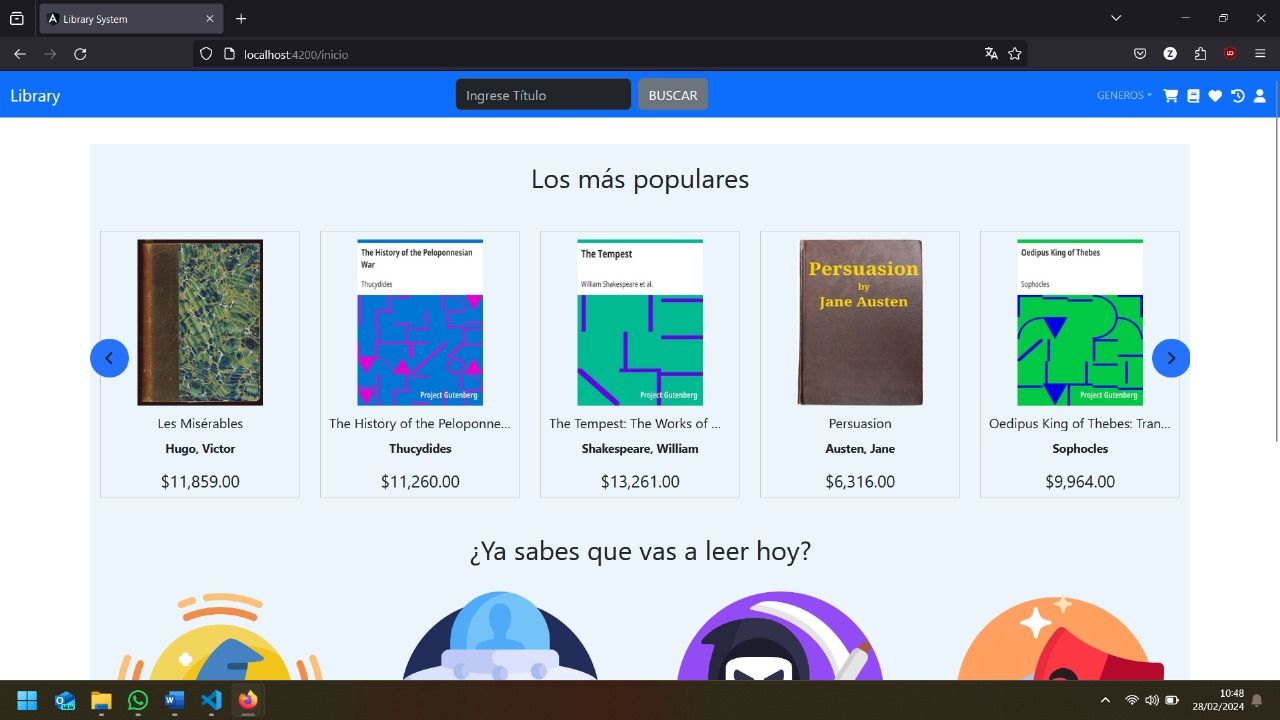 Library System
localhost:4200/inicio
Library
Ingrese Título
BUSCAR
GENEROS
Los más populares
The History of the Peloponnesian
War
Thucydides
Project Gutenberg
The Tempest
William Shakespeare et al.
Project Gutenberg
Persuasion
by
Jane Austen
Oedipus King of Thebes
Sophocles
Project Gutenberg
Les Misérables
Hugo, Victor
$11,859.00
The History of the Peloponne...
Thucydides
$11,260.00
The Tempest: The Works of ...
Shakespeare, William
$13,261.00
Persuasion
Austen, Jane
$6,316.00
Oedipus King of Thebes: Tran...
Sophocles
$9,964.00
¿Ya sabes que vas a leer hoy?
10:48
28/02/2024